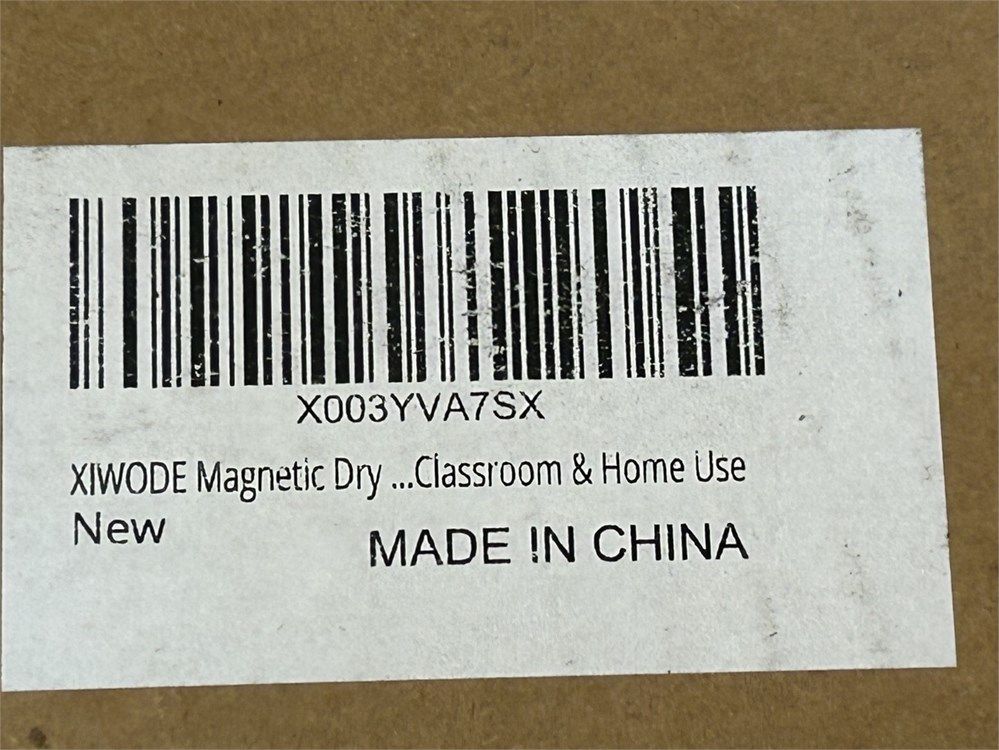 X003YVA7SX
XIWODE Magnetic Dry ...Classroom & Home Use
New
MADE IN CHINA